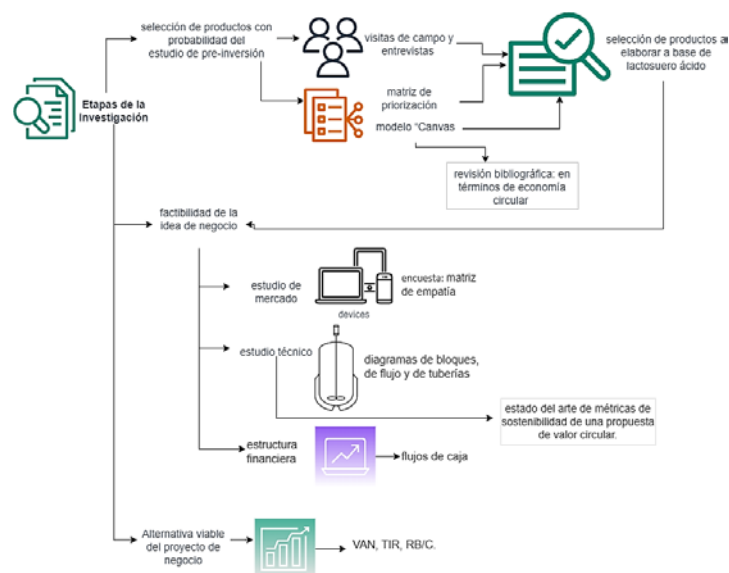 selección de productos con
probabilidad del
estudio de pre-inversión
visitas de campo y
entrevistas
selección de productos a
elaborar a base de
lactosuero ácido
Etapas de la
Investigación
matriz de
priorización
modelo "Canvas
revisión bibliográfica: en
términos de economía
circular
factibilidad de la
idea de negocio
estudio de
mercado
encuesta: matriz
de empatía
devices
estudio técnico
diagramas de bloques,
de flujo y de tuberías
estado del arte de métricas de
sostenibilidad de una propuesta
de valor circular.
estructura
financiera
flujos de caja
Alternativa viable
del proyecto de
negocio
VAN, TIR, RB/C.